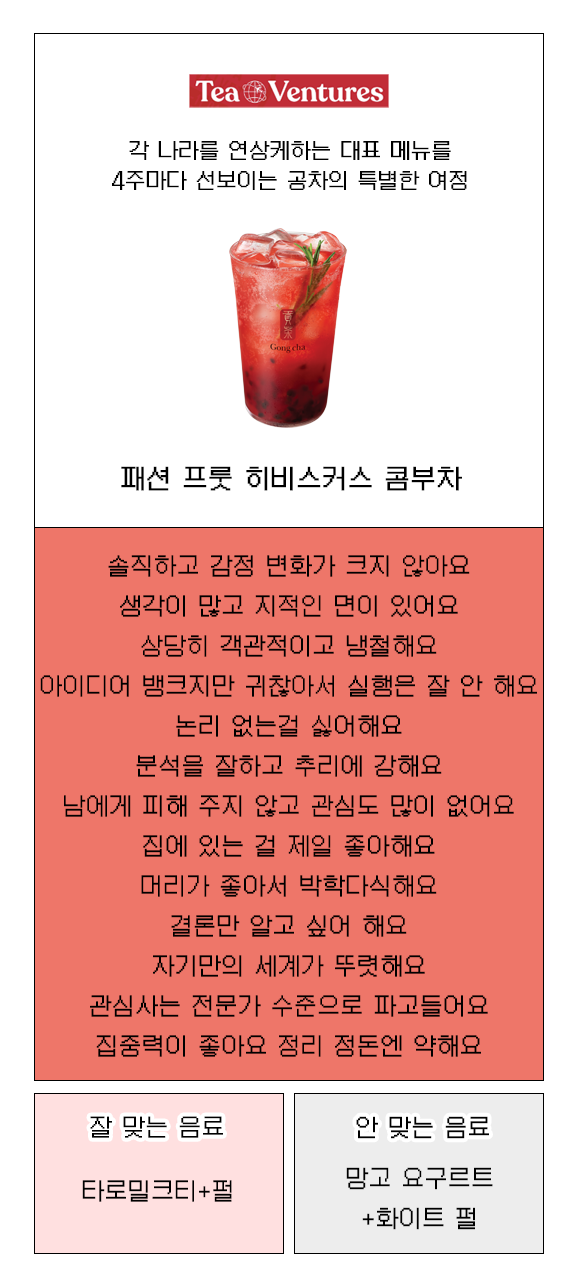 Tea Ventures
각 나라를 연상케하는 대표 메뉴를
4주마다 선보이는 공차의 특별한 여정
貢茶
Gong cha
패션 프룻 히비스커스 콤부차
솔직하고 감정 변화가 크지 않아요
생각이 많고 지적인 면이 있어요
상당히 객관적이고 냉철해요
아이디어 뱅크지만 귀찮아서 실행은 잘 안 해요
논리 없는걸 싫어해요
분석을 잘하고 추리에 강해요
남에게 피해 주지 않고 관심도 많이 없어요
집에 있는 걸 제일 좋아해요
머리가 좋아서 박학다식해요
결론만 알고 싶어 해요
자기만의 세계가 뚜렷해요
관심사는 전문가 수준으로 파고들어요
집중력이 좋아요 정리 정돈엔 약해요
잘 맞는 음료
타로밀크티+펄
안 맞는 음료
망고 요구르트
+화이트 펄